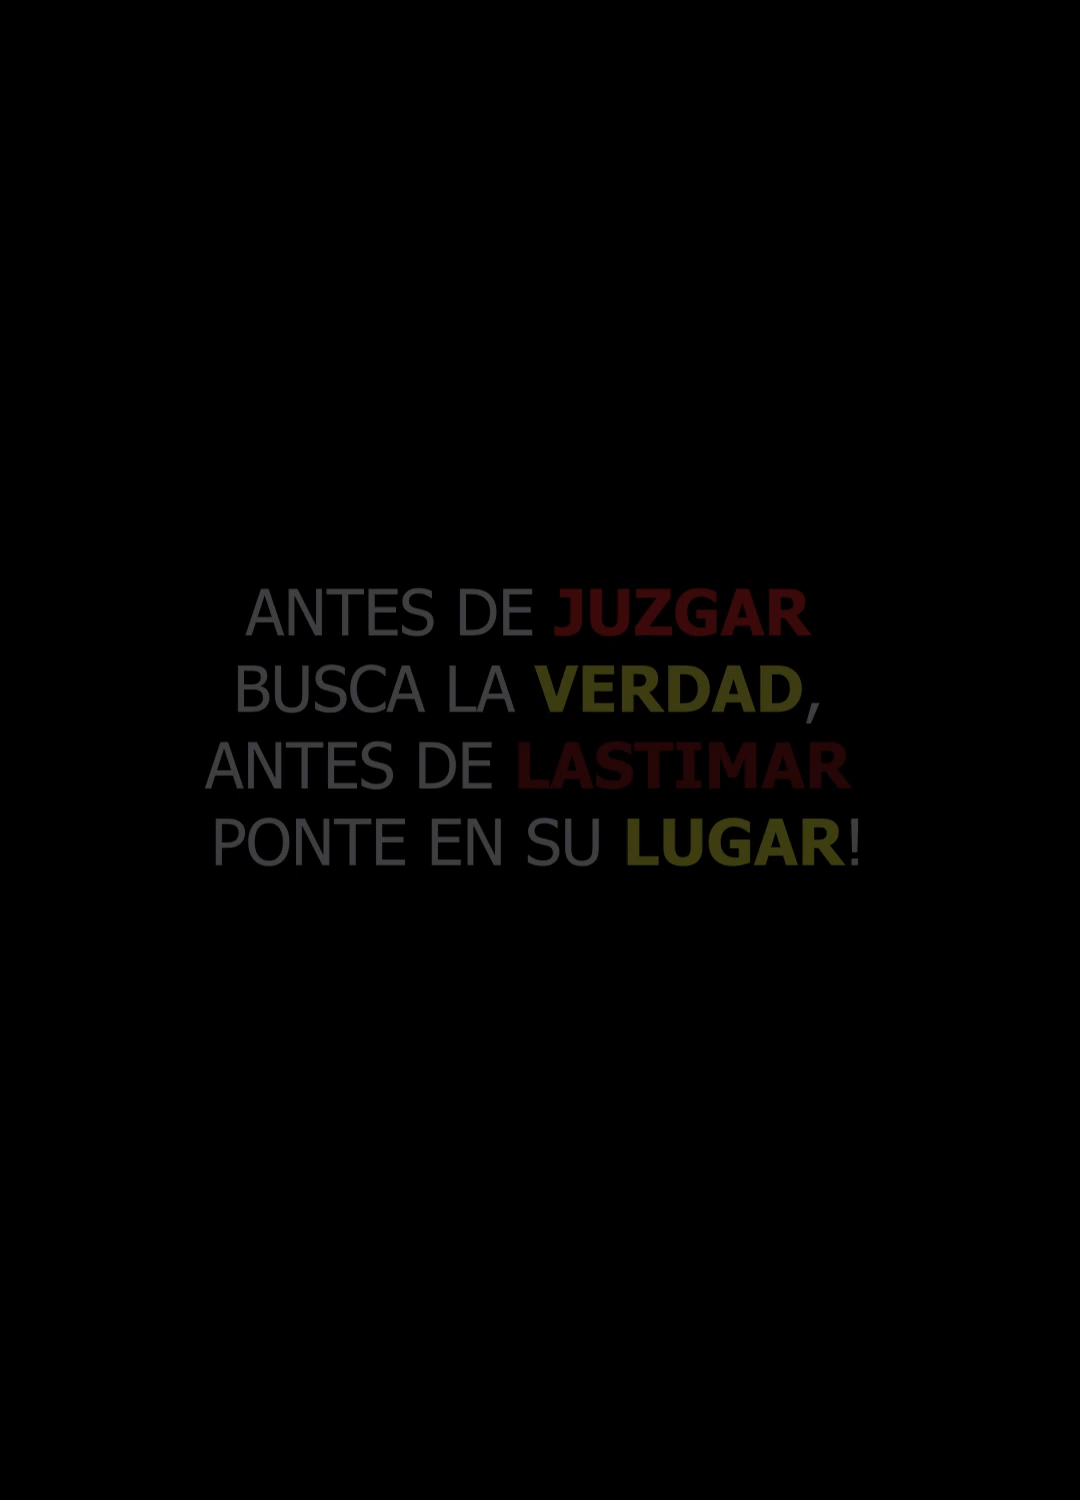 ANTES DE JUZGAR
BUSCA LA VERDAD,
ANTES DE LASTIMAR
PONTE EN SU LUGAR!